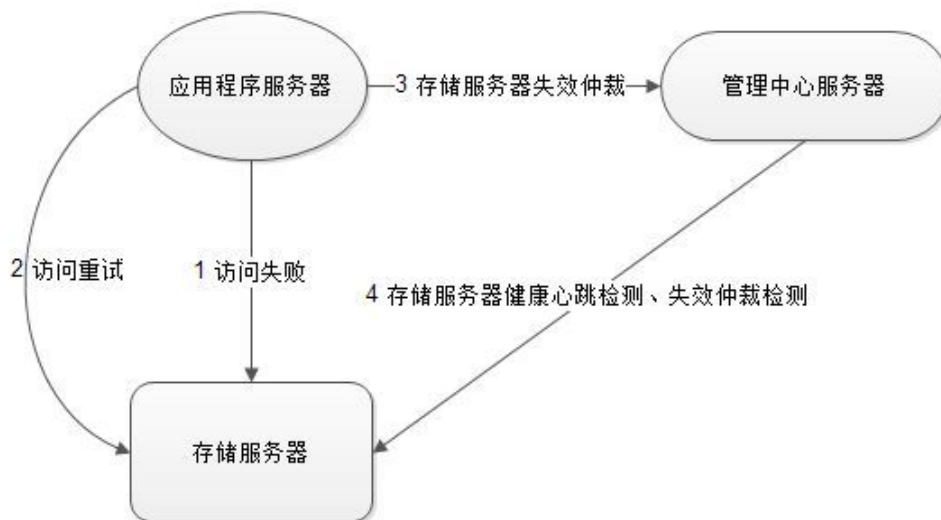 应用程序服务器
3 存储服务器失效仲裁
管理中心服务器
2 访问重试
1 访问失败
4 存储服务器健康心跳检测、失效仲裁检测
存储服务器